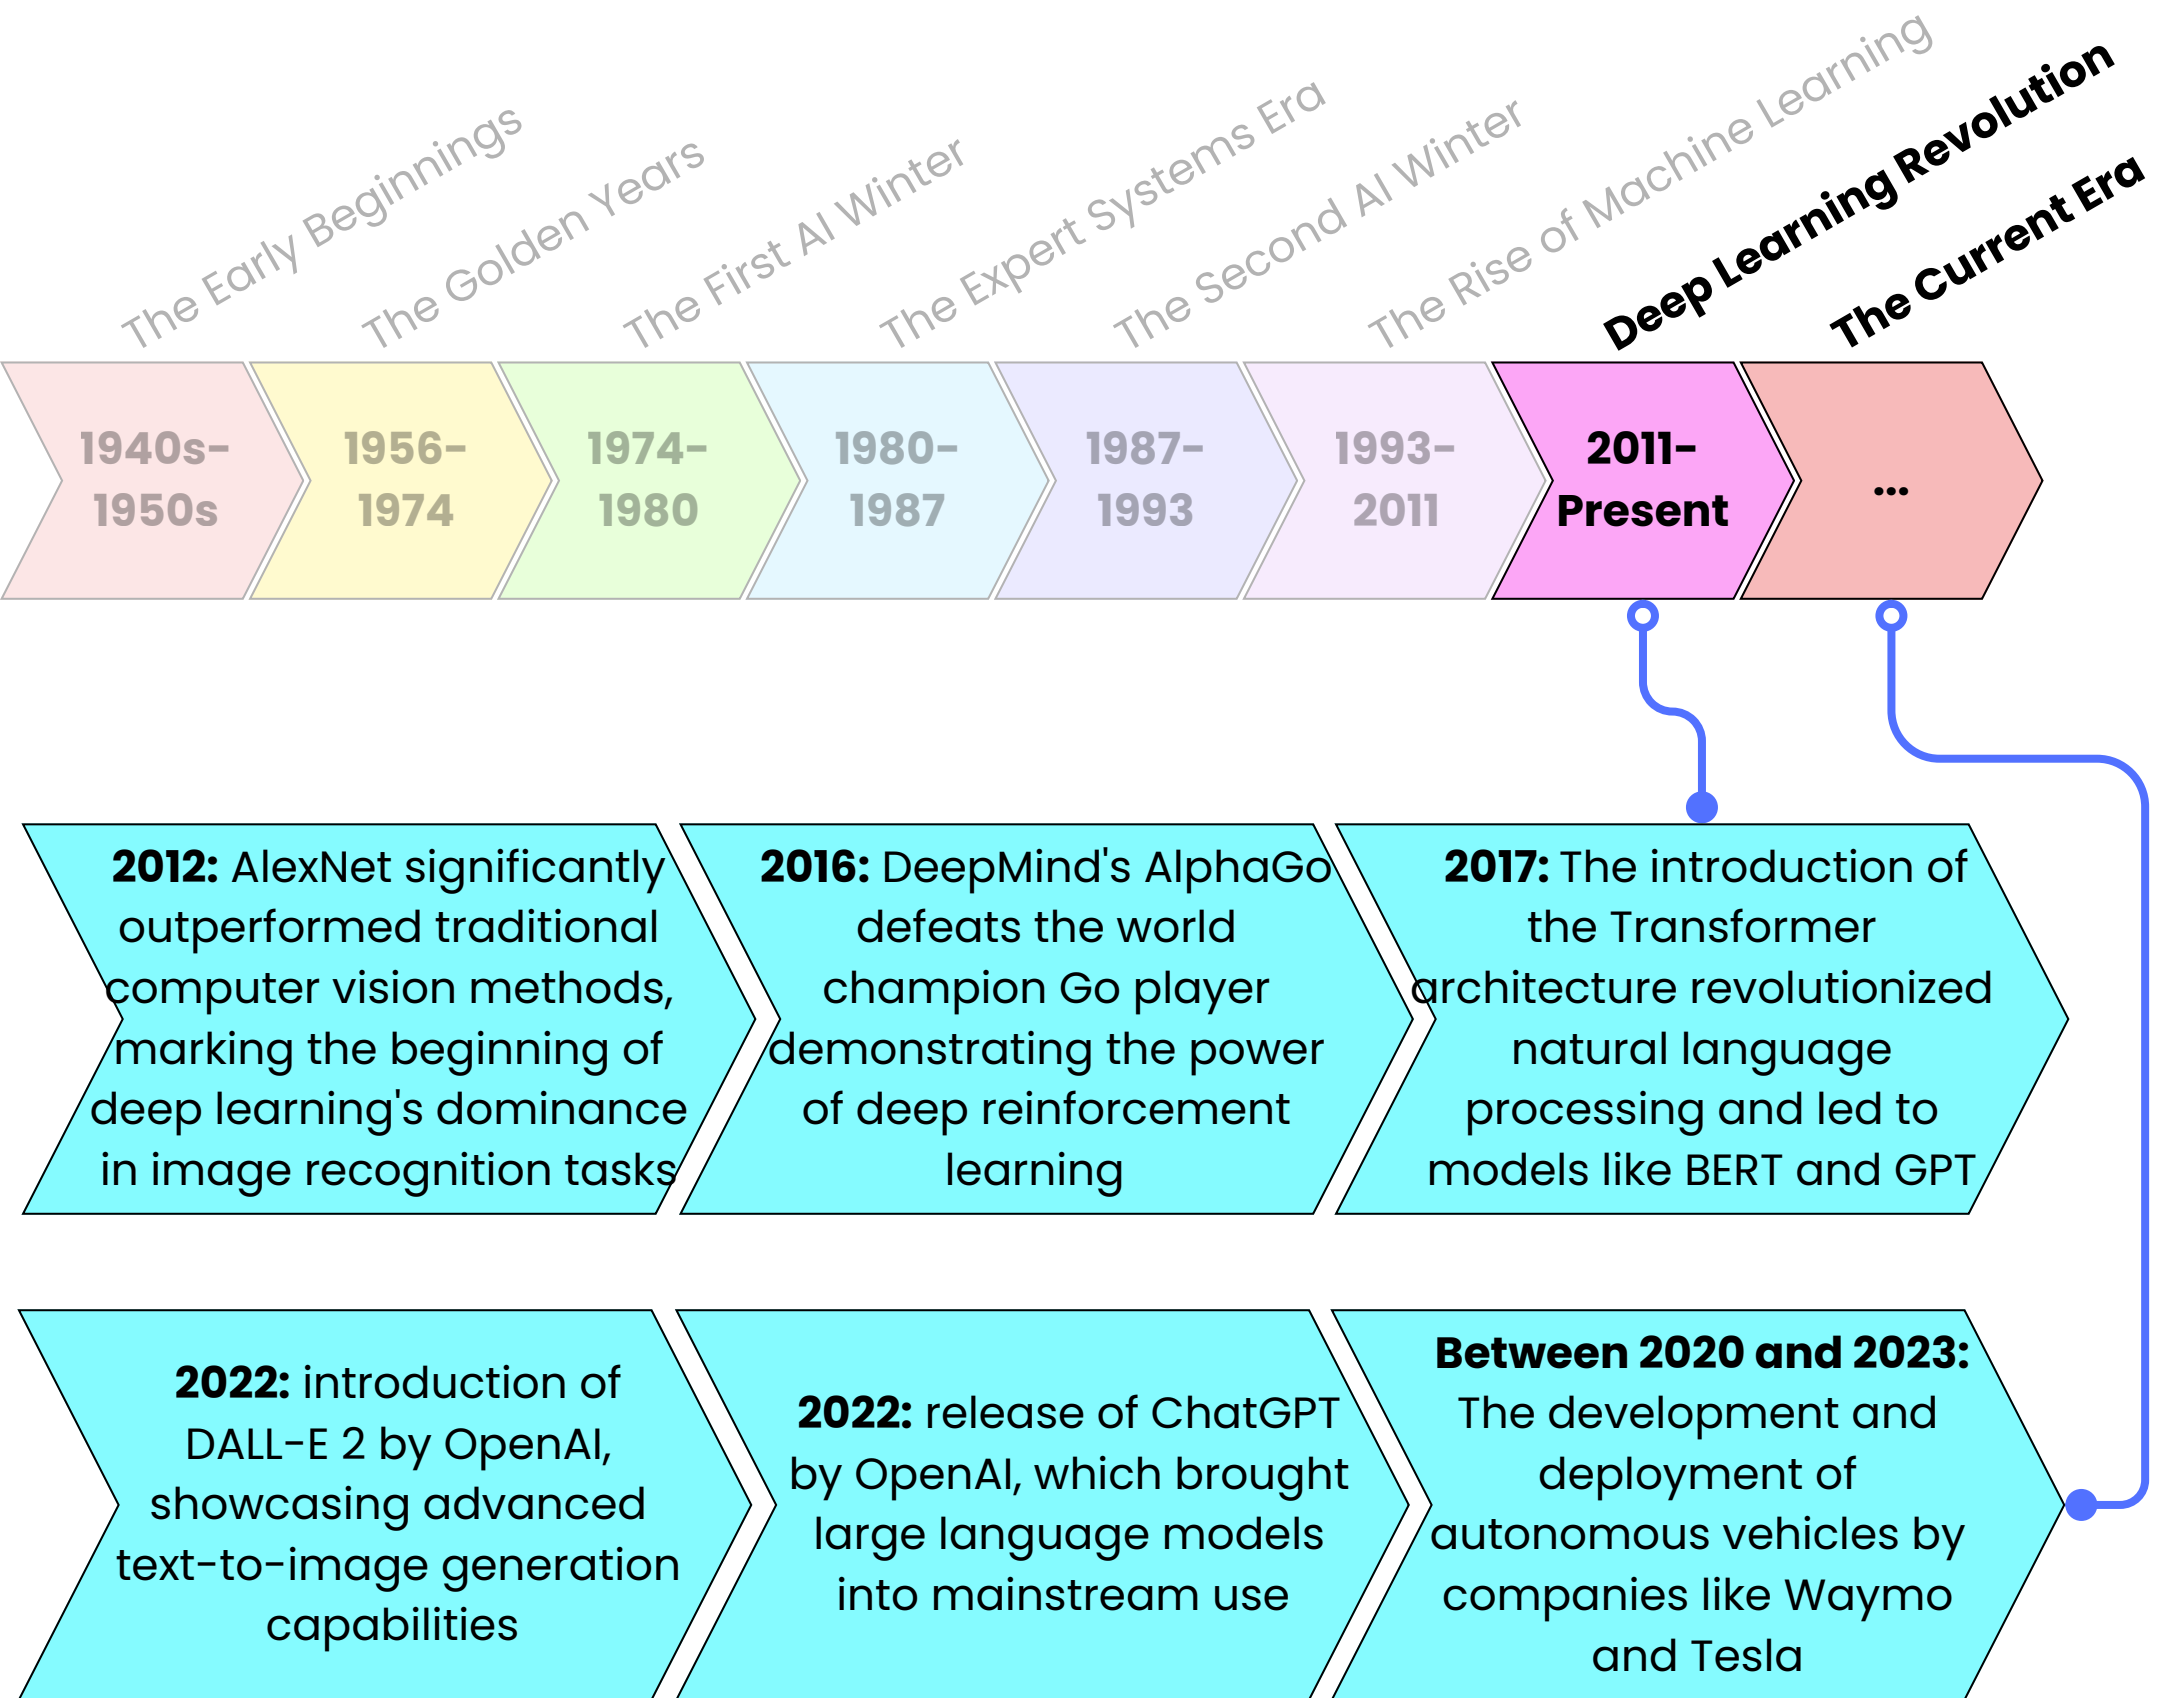 The Early Beginnings
The Golden Years
The First AI Winter
The Expert Systems Era
The Second AI Winter
The Rise of Machine Learning
Deep Learning Revolution
The Current Era
1940s-
1950s
1956-
1974
1974-
1980
1980-
1987
1987-
1993
1993-
2011
2011-
Present
...
2012: AlexNet significantly
outperformed traditional
computer vision methods,
marking the beginning of
deep learning's dominance
in image recognition tasks
2016: DeepMind's AlphaGo
defeats the world
champion Go player
demonstrating the power
of deep reinforcement
learning
2017: The introduction of
the Transformer
architecture revolutionized
natural language
processing and led to
models like BERT and GPT
2022: introduction of
DALL-E 2 by OpenAI,
showcasing advanced
text-to-image generation
capabilities
2022: release of ChatGPT
by OpenAI, which brought
large language models
into mainstream use
Between 2020 and 2023:
The development and
deployment of
autonomous vehicles by
companies like Waymo
and Tesla